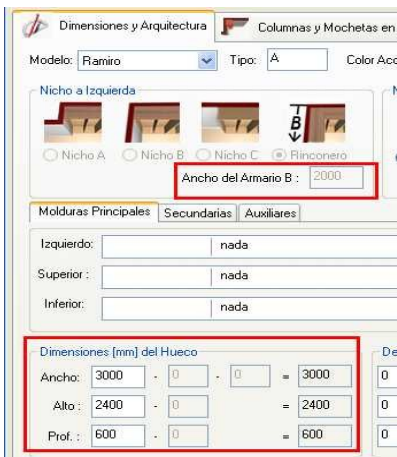 Dimensiones y Arquitectura
Columnas y Mochetas en
Modelo: Ramiro Tipo: A Color Acc
Nicho a Izquierda N
B
Nicho A Nicho B Nicho C Rinconero
Ancho del Armario B : 2000
Molduras Principales Secundarias Auxiliares
Izquierdo: nada
Superior : nada
Inferior: nada
Dimensiones [mm] del Hueco De
Ancho: 3000 - 0 - 0 = 3000 0
Alto : 2400 - 0 = 2400 0
Prof. : 600 - 0 = 600 0